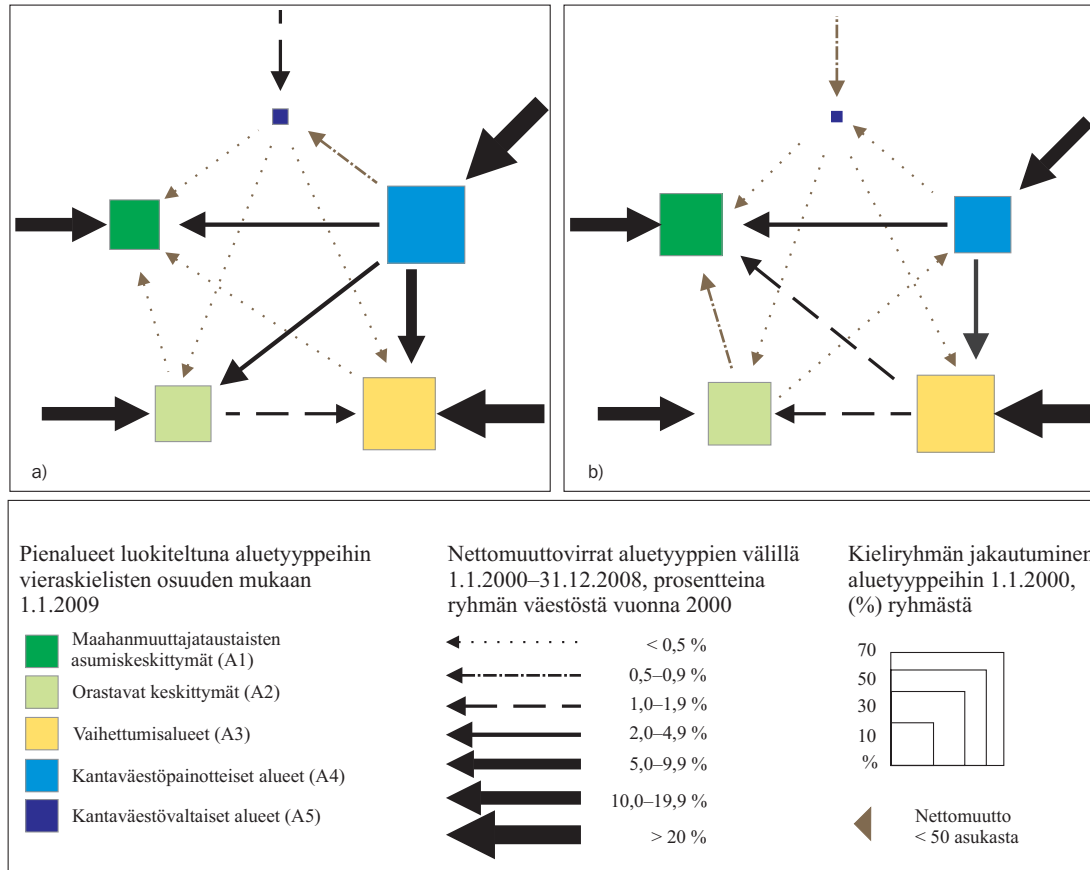 a)
b)
Pienalueet luokiteltuna aluetyyppeihin
vieraskielisten osuuden mukaan
1.1.2009
Maahanmuuttajataustaisten
asumiskeskittymät (A1)
Orastavat keskittymät (A2)
Vaihettumisalueet (A3)
Kantaväestöpainotteiset alueet (A4)
Kantaväestövaltaiset alueet (A5)
Nettomuuttovirrat aluetyyppien välillä
1.1.2000–31.12.2008, prosentteina
ryhmän väestöstä vuonna 2000
< 0,5 %
0,5–0,9 %
1,0–1,9 %
2,0–4,9 %
5,0–9,9 %
10,0–19,9 %
> 20 %
Kieliryhmän jakautuminen
aluetyyppeihin 1.1.2000,
(%) ryhmästä
70
50
30
10
%
Nettomuutto
< 50 asukasta